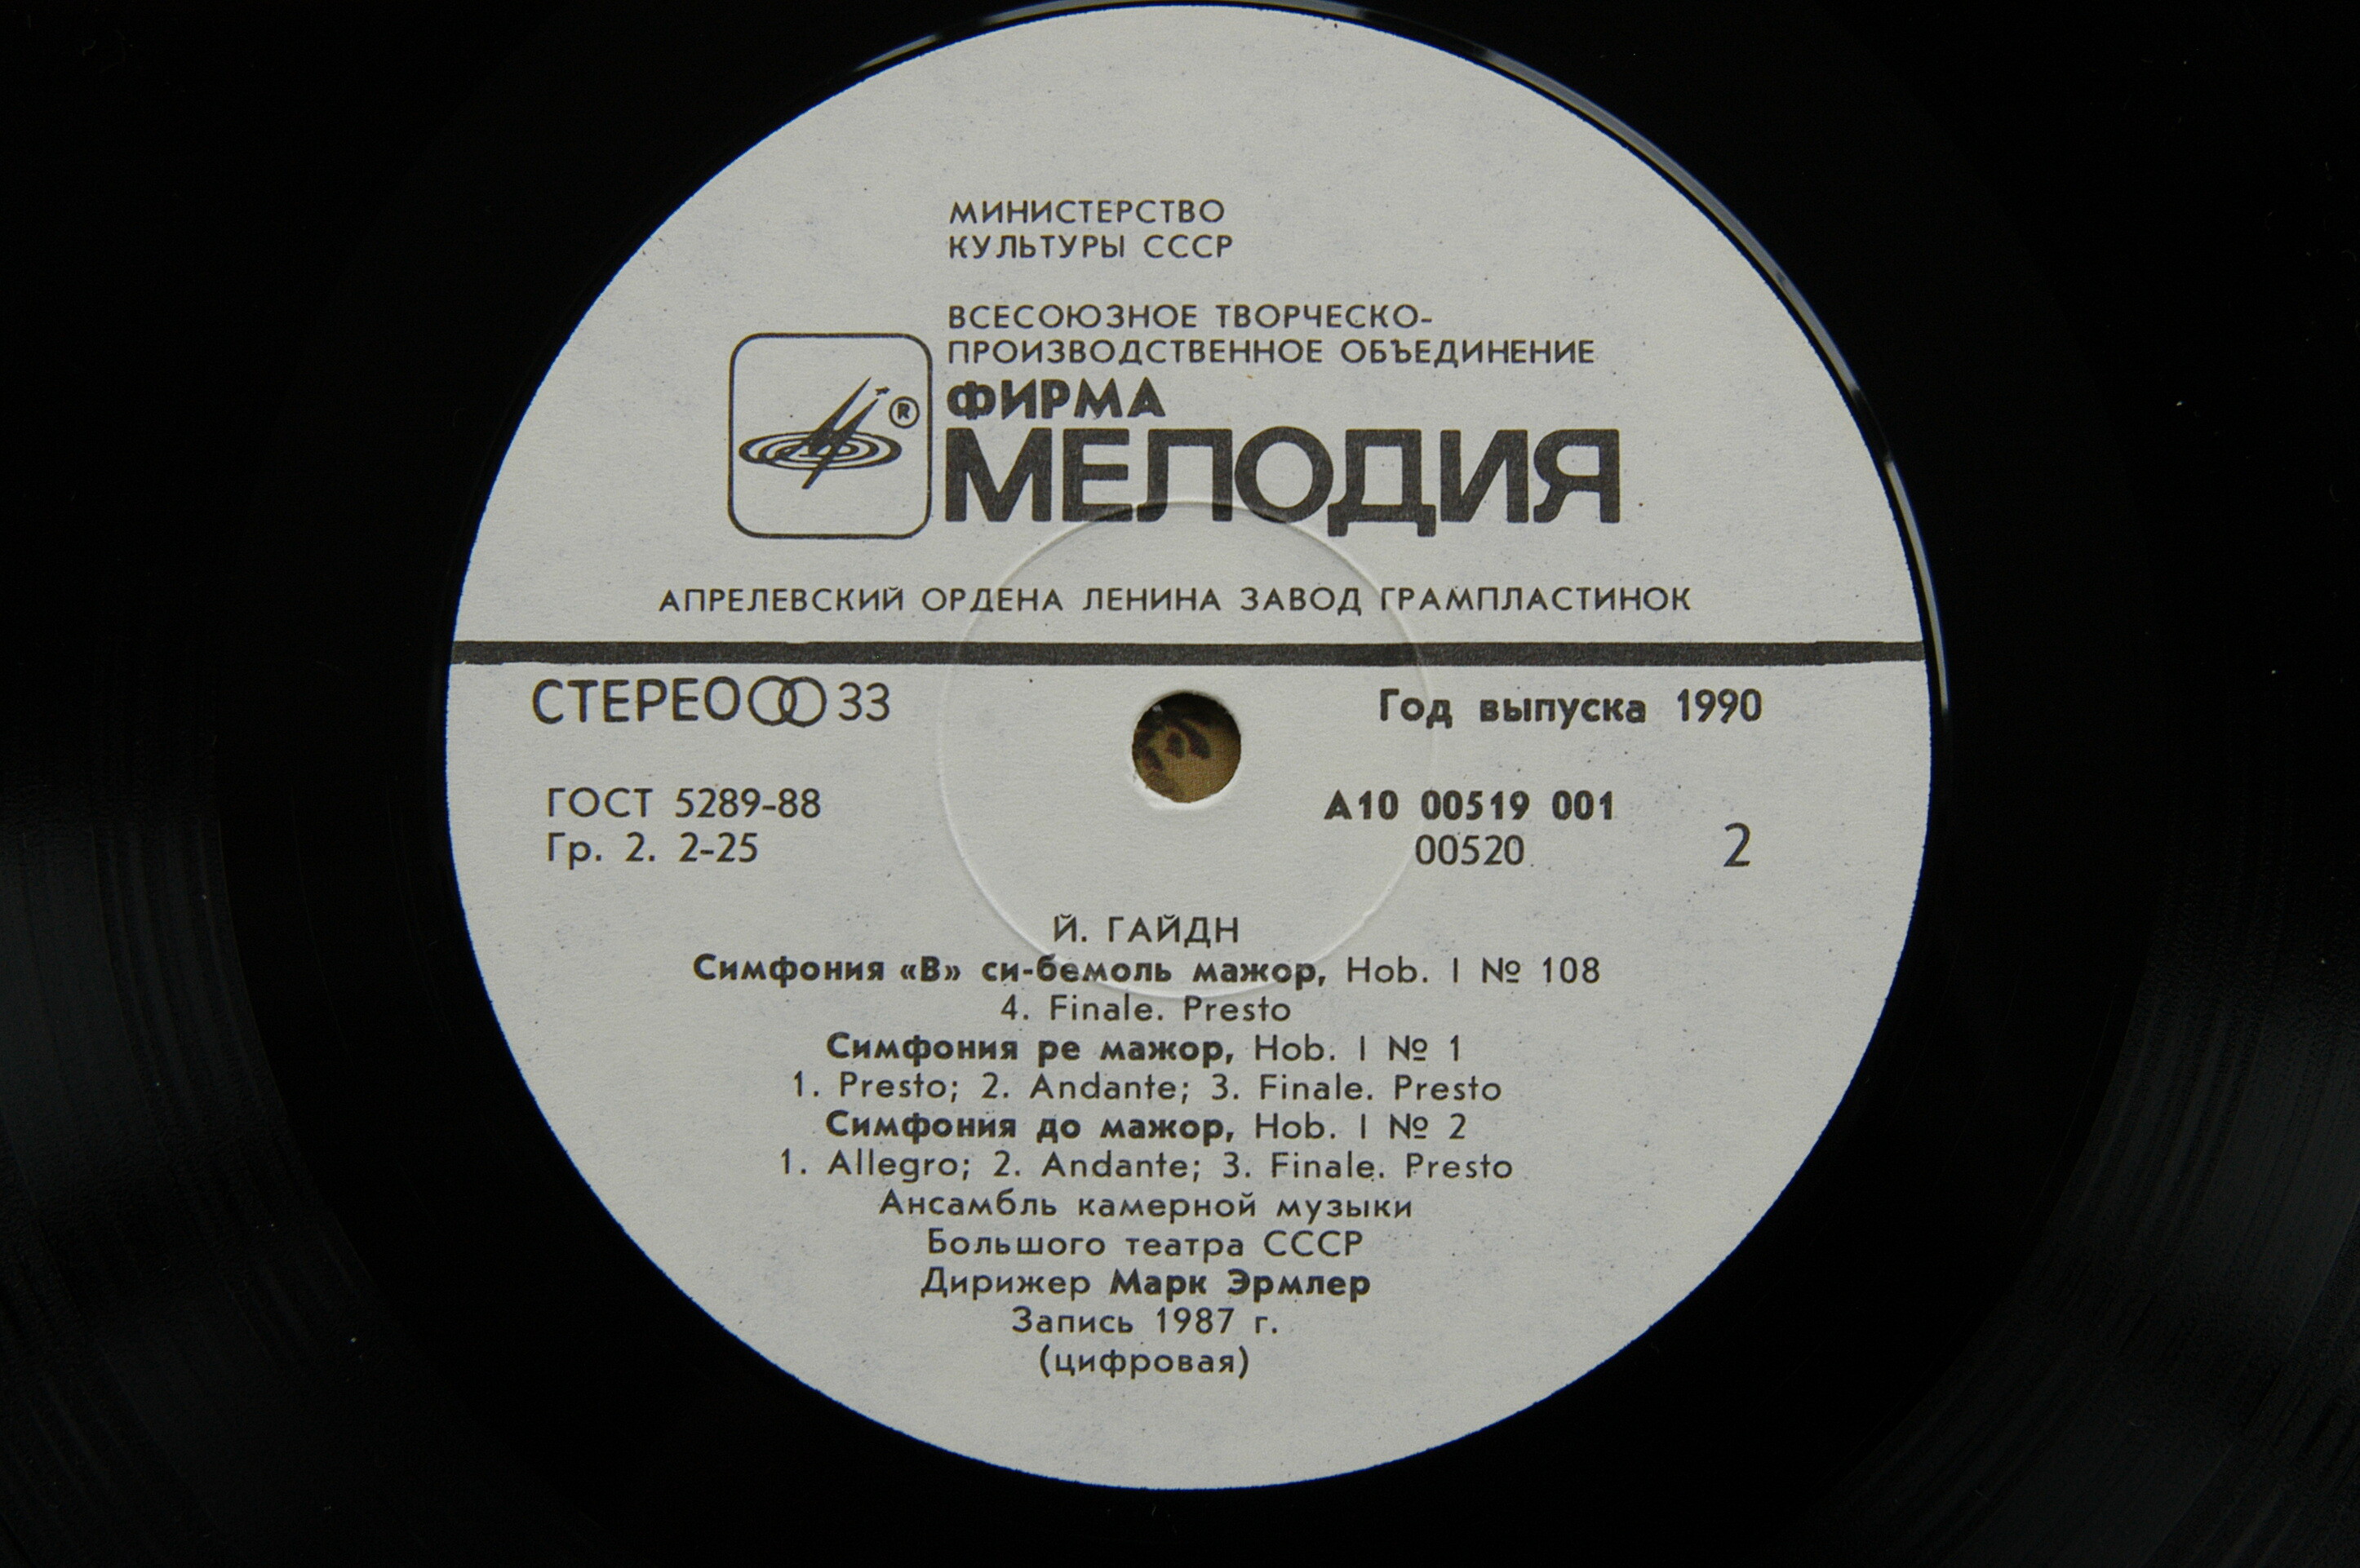 МИНИСТЕРСТВО
КУЛЬТУРЫ СССР
ВСЕСОЮЗНОЕ ТВОРЧЕСКО-
ПРОИЗВОДСТВЕННОЕ ОБЪЕДИНЕНИЕ
ФИРМА
®
МЕЛОДИЯ
АПРЕЛЕВСКИЙ ОРДЕНА ЛЕНИНА ЗАВОД ГРАМПЛАСТИНОК
СТЕРЕО 33
Год выпуска 1990
ГОСТ 5289-88
Гр. 2. 2-25
А10 00519 001
00520
2
Й. ГАЙДН
Симфония «В» си-бемоль мажор, Hob. I № 108
4. Finale. Presto
Симфония ре мажор, Hob. I № 1
1. Presto; 2. Andante; 3. Finale. Presto
Симфония до мажор, Hob. I № 2
1. Allegro; 2. Andante; 3. Finale. Presto
Ансамбль камерной музыки
Большого театра СССР
Дирижер Марк Эрмлер
Запись 1987 г.
(цифровая)